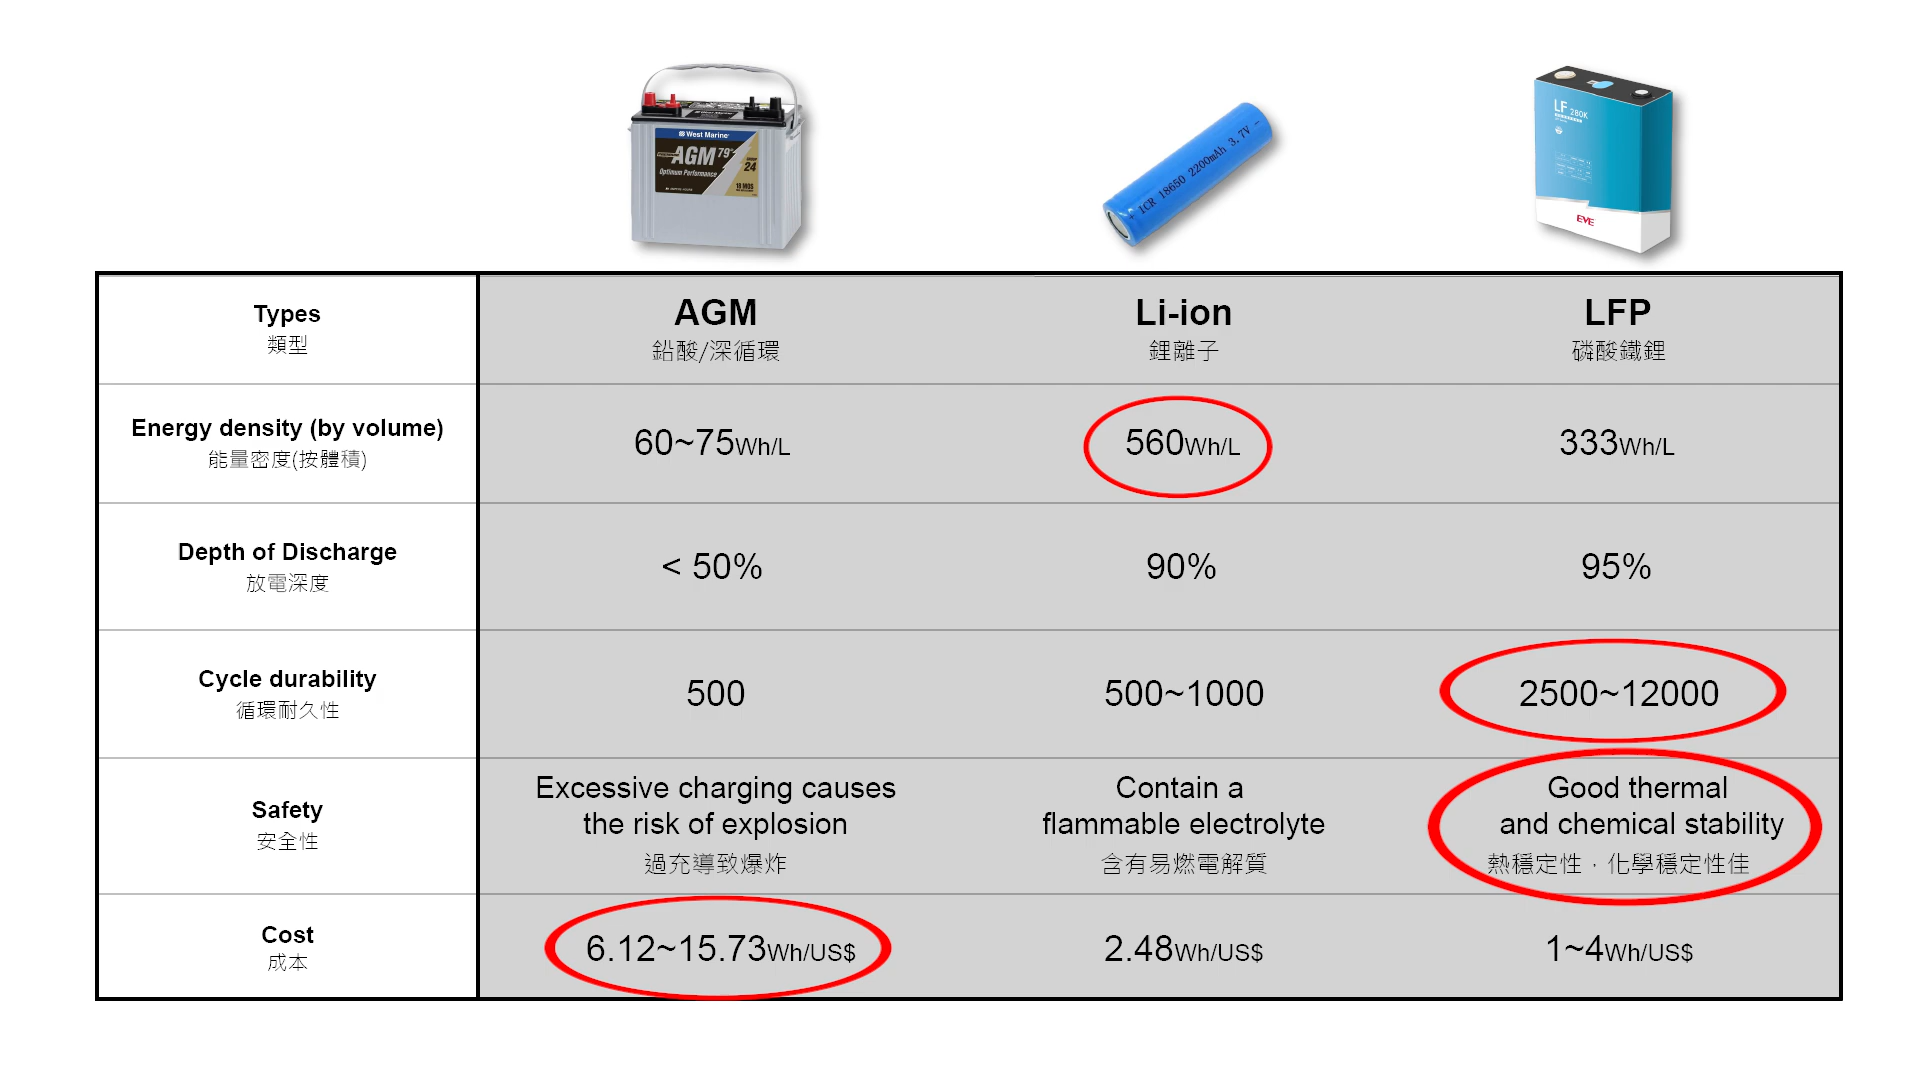 West Marine
AGM 79
GROUP
24
Optimum Performance
ICR 18650 2200mAh 3.7V -
LF 280K
EVE
Types
類型
AGM
鉛酸/深循環
Li-ion
鋰離子
LFP
磷酸鐵鋰
Energy density (by volume)
能量密度(按體積)
60~75Wh/L
560Wh/L
333Wh/L
Depth of Discharge
放電深度
< 50%
90%
95%
Cycle durability
循環耐久性
500
500~1000
2500~12000
Safety
安全性
Excessive charging causes
the risk of explosion
過充導致爆炸
Contain a
flammable electrolyte
含有易燃電解質
Good thermal
and chemical stability
熱穩定性，化學穩定性佳
Cost
成本
6.12~15.73Wh/US$
2.48Wh/US$
1~4Wh/US$